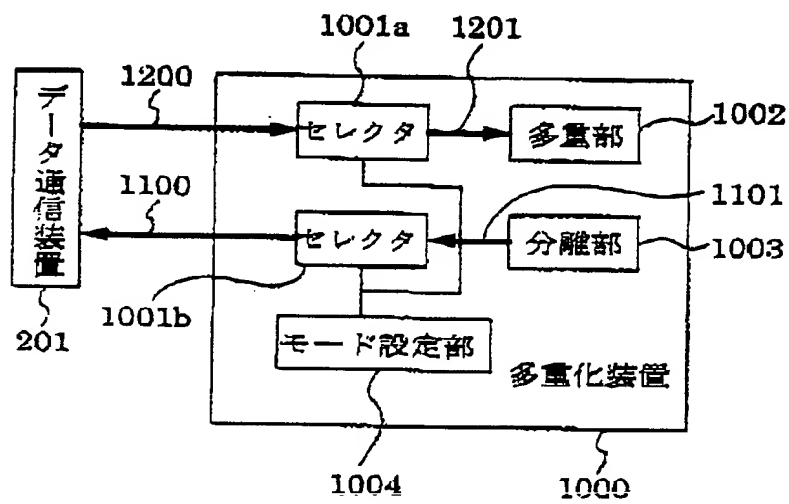 1001a
1201
1200
データ通信装置
セレクタ
多重部
1002
1100
1101
セレクタ
分離部
1003
1001b
201
モード設定部
多重化装置
1004
1000